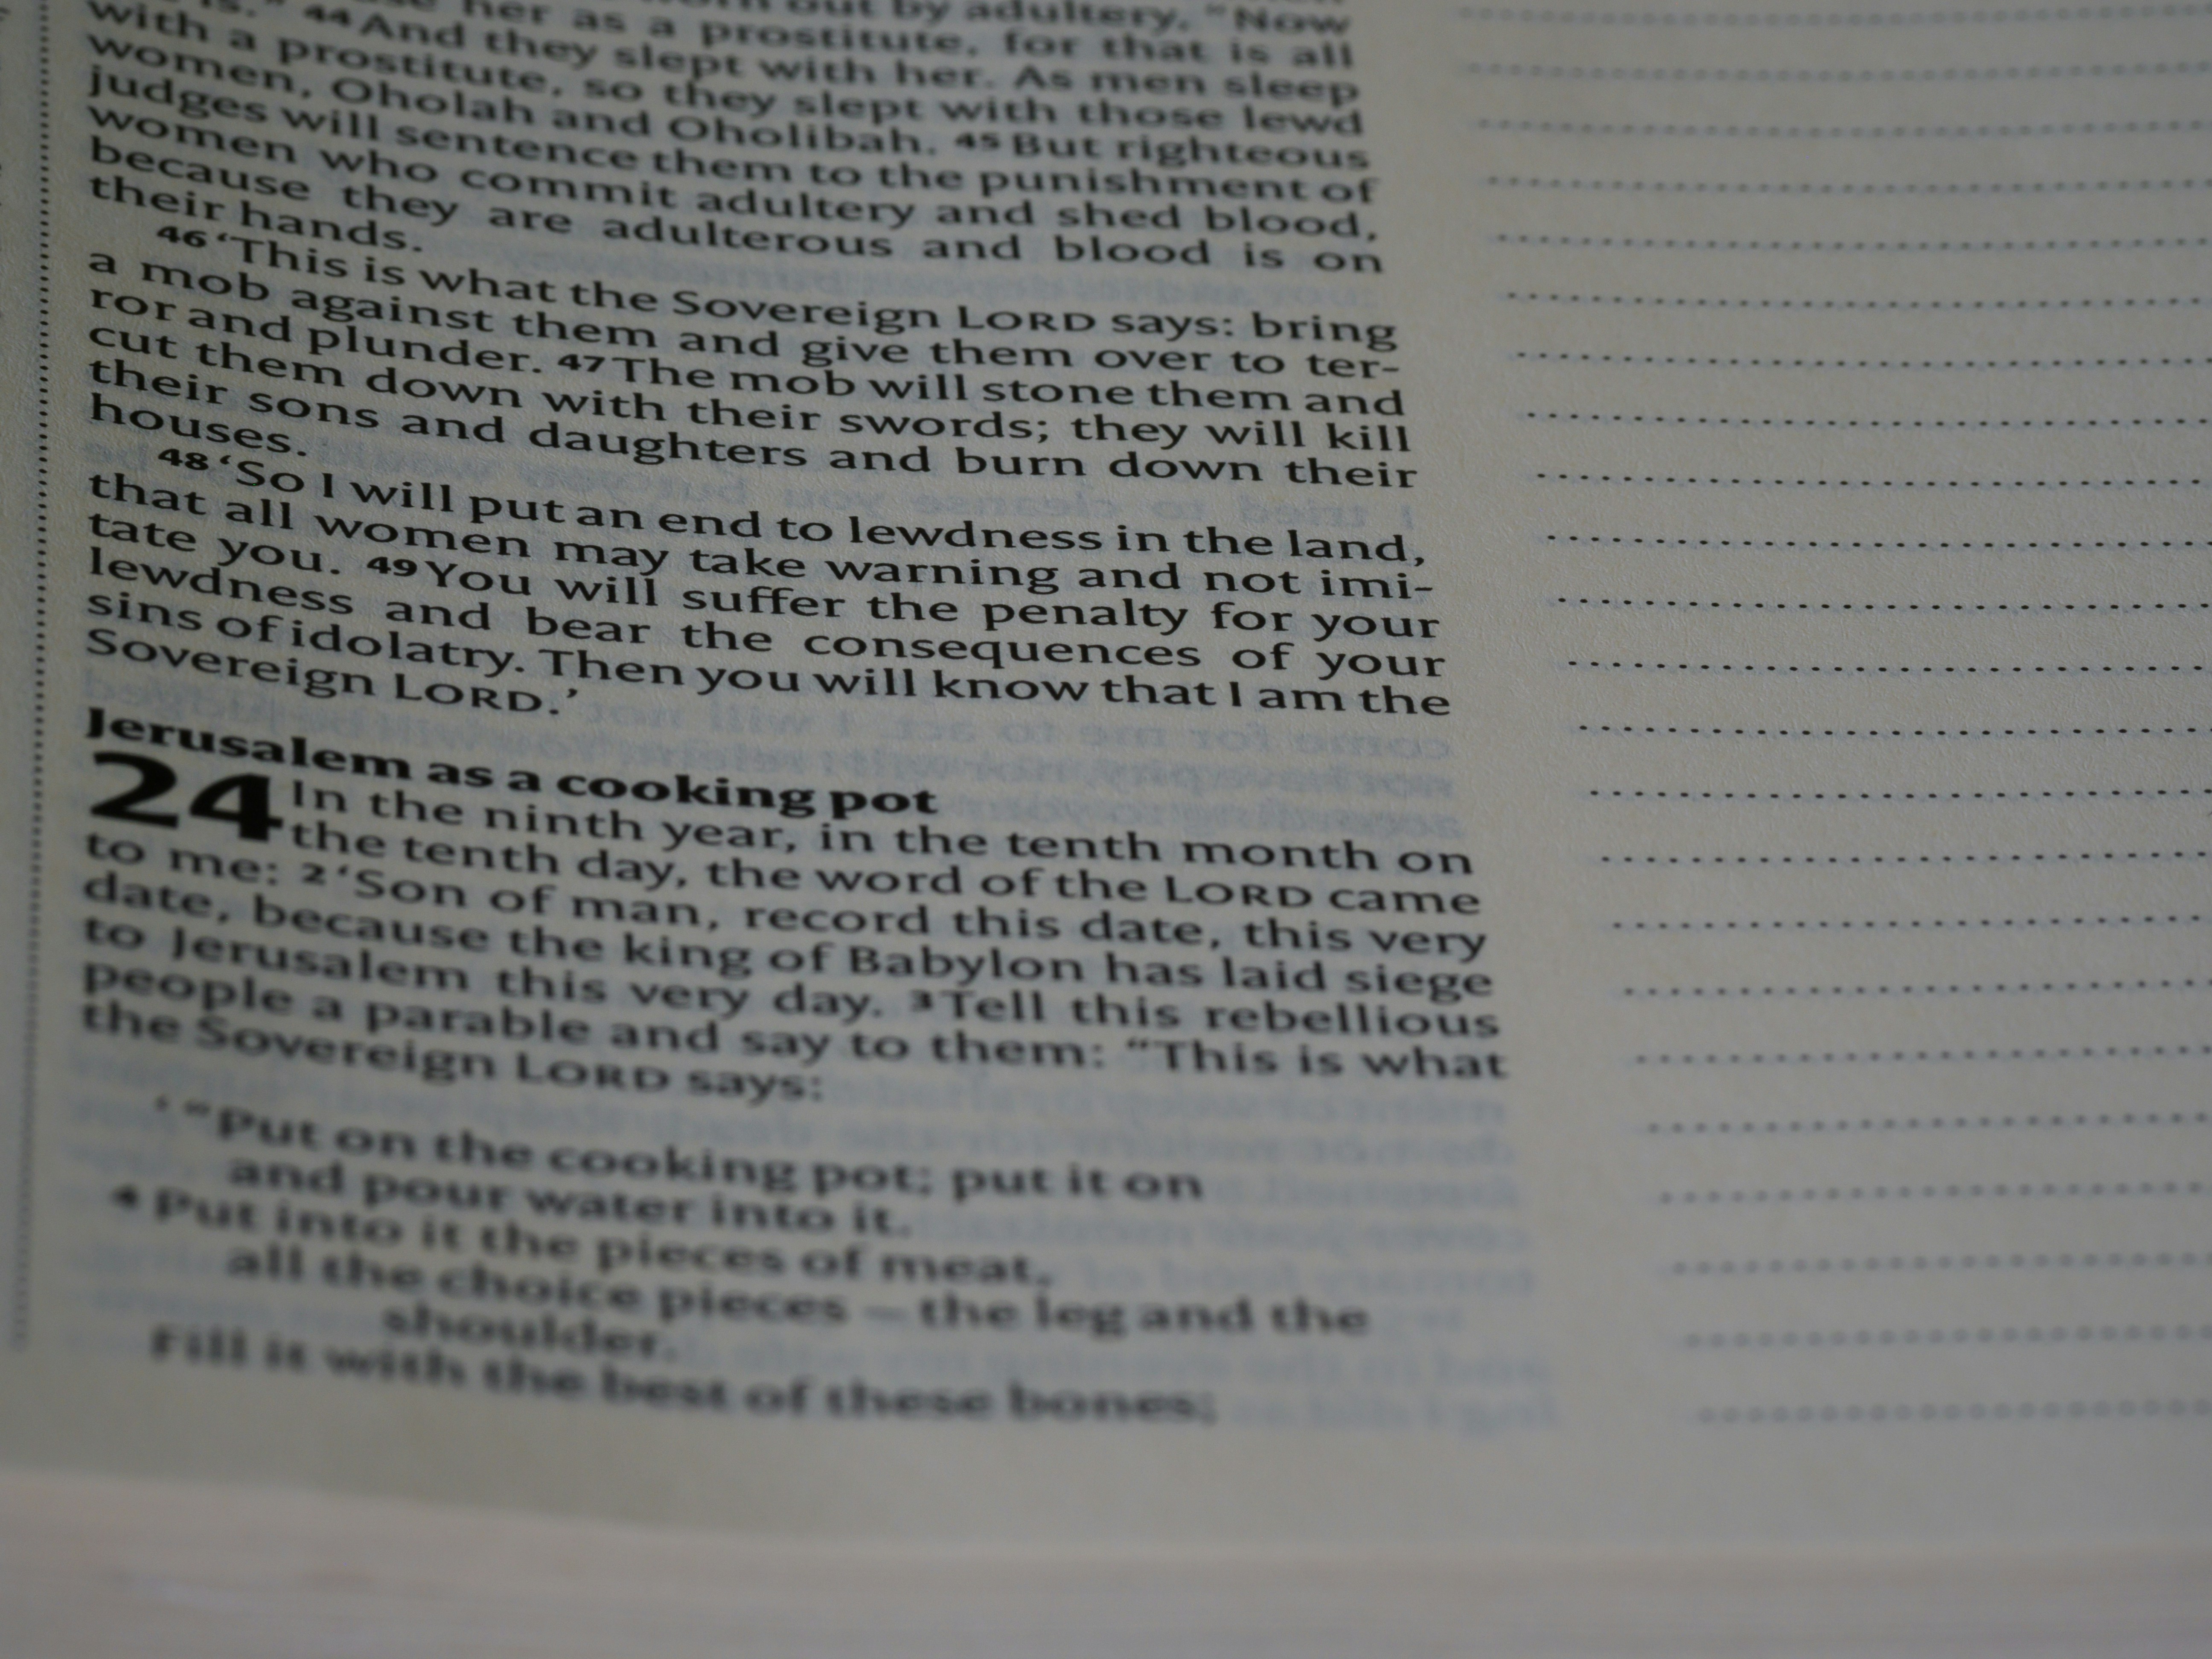 out by adultery, "Now
her as a prostitute, for that is all
44 And they slept with her. As men sleep
with a prostitute, so they slept with those lewd
women, Oholah and Oholibah. 45 But righteous
judges will sentence them to the punishment of
women who commit adultery and shed blood,
because they are adulterous and blood is on
their hands.
46 ‘This is what the Sovereign LORD says: bring
a mob against them and give them over to ter-
ror and plunder. 47 The mob will stone them and
cut them down with their swords; they will kill
their sons and daughters and burn down their
houses.
48 ‘So I will put an end to lewdness in the land,
that all women may take warning and not imi-
tate you. 49 You will suffer the penalty for your
lewdness and bear the consequences of your
sins of idolatry. Then you will know that I am the
Sovereign LORD.’
Jerusalem as a cooking pot
24 In the ninth year, in the tenth month on
the tenth day, the word of the LORD came
to me: 2 ‘Son of man, record this date, this very
date, because the king of Babylon has laid siege
to Jerusalem this very day. 3 Tell this rebellious
people a parable and say to them: “This is what
the Sovereign LORD says:
‘ “Put on the cooking pot; put it on
and pour water into it.
4 Put into it the pieces of meat,
all the choice pieces – the leg and the
shoulder.
Fill it with the best of these bones;